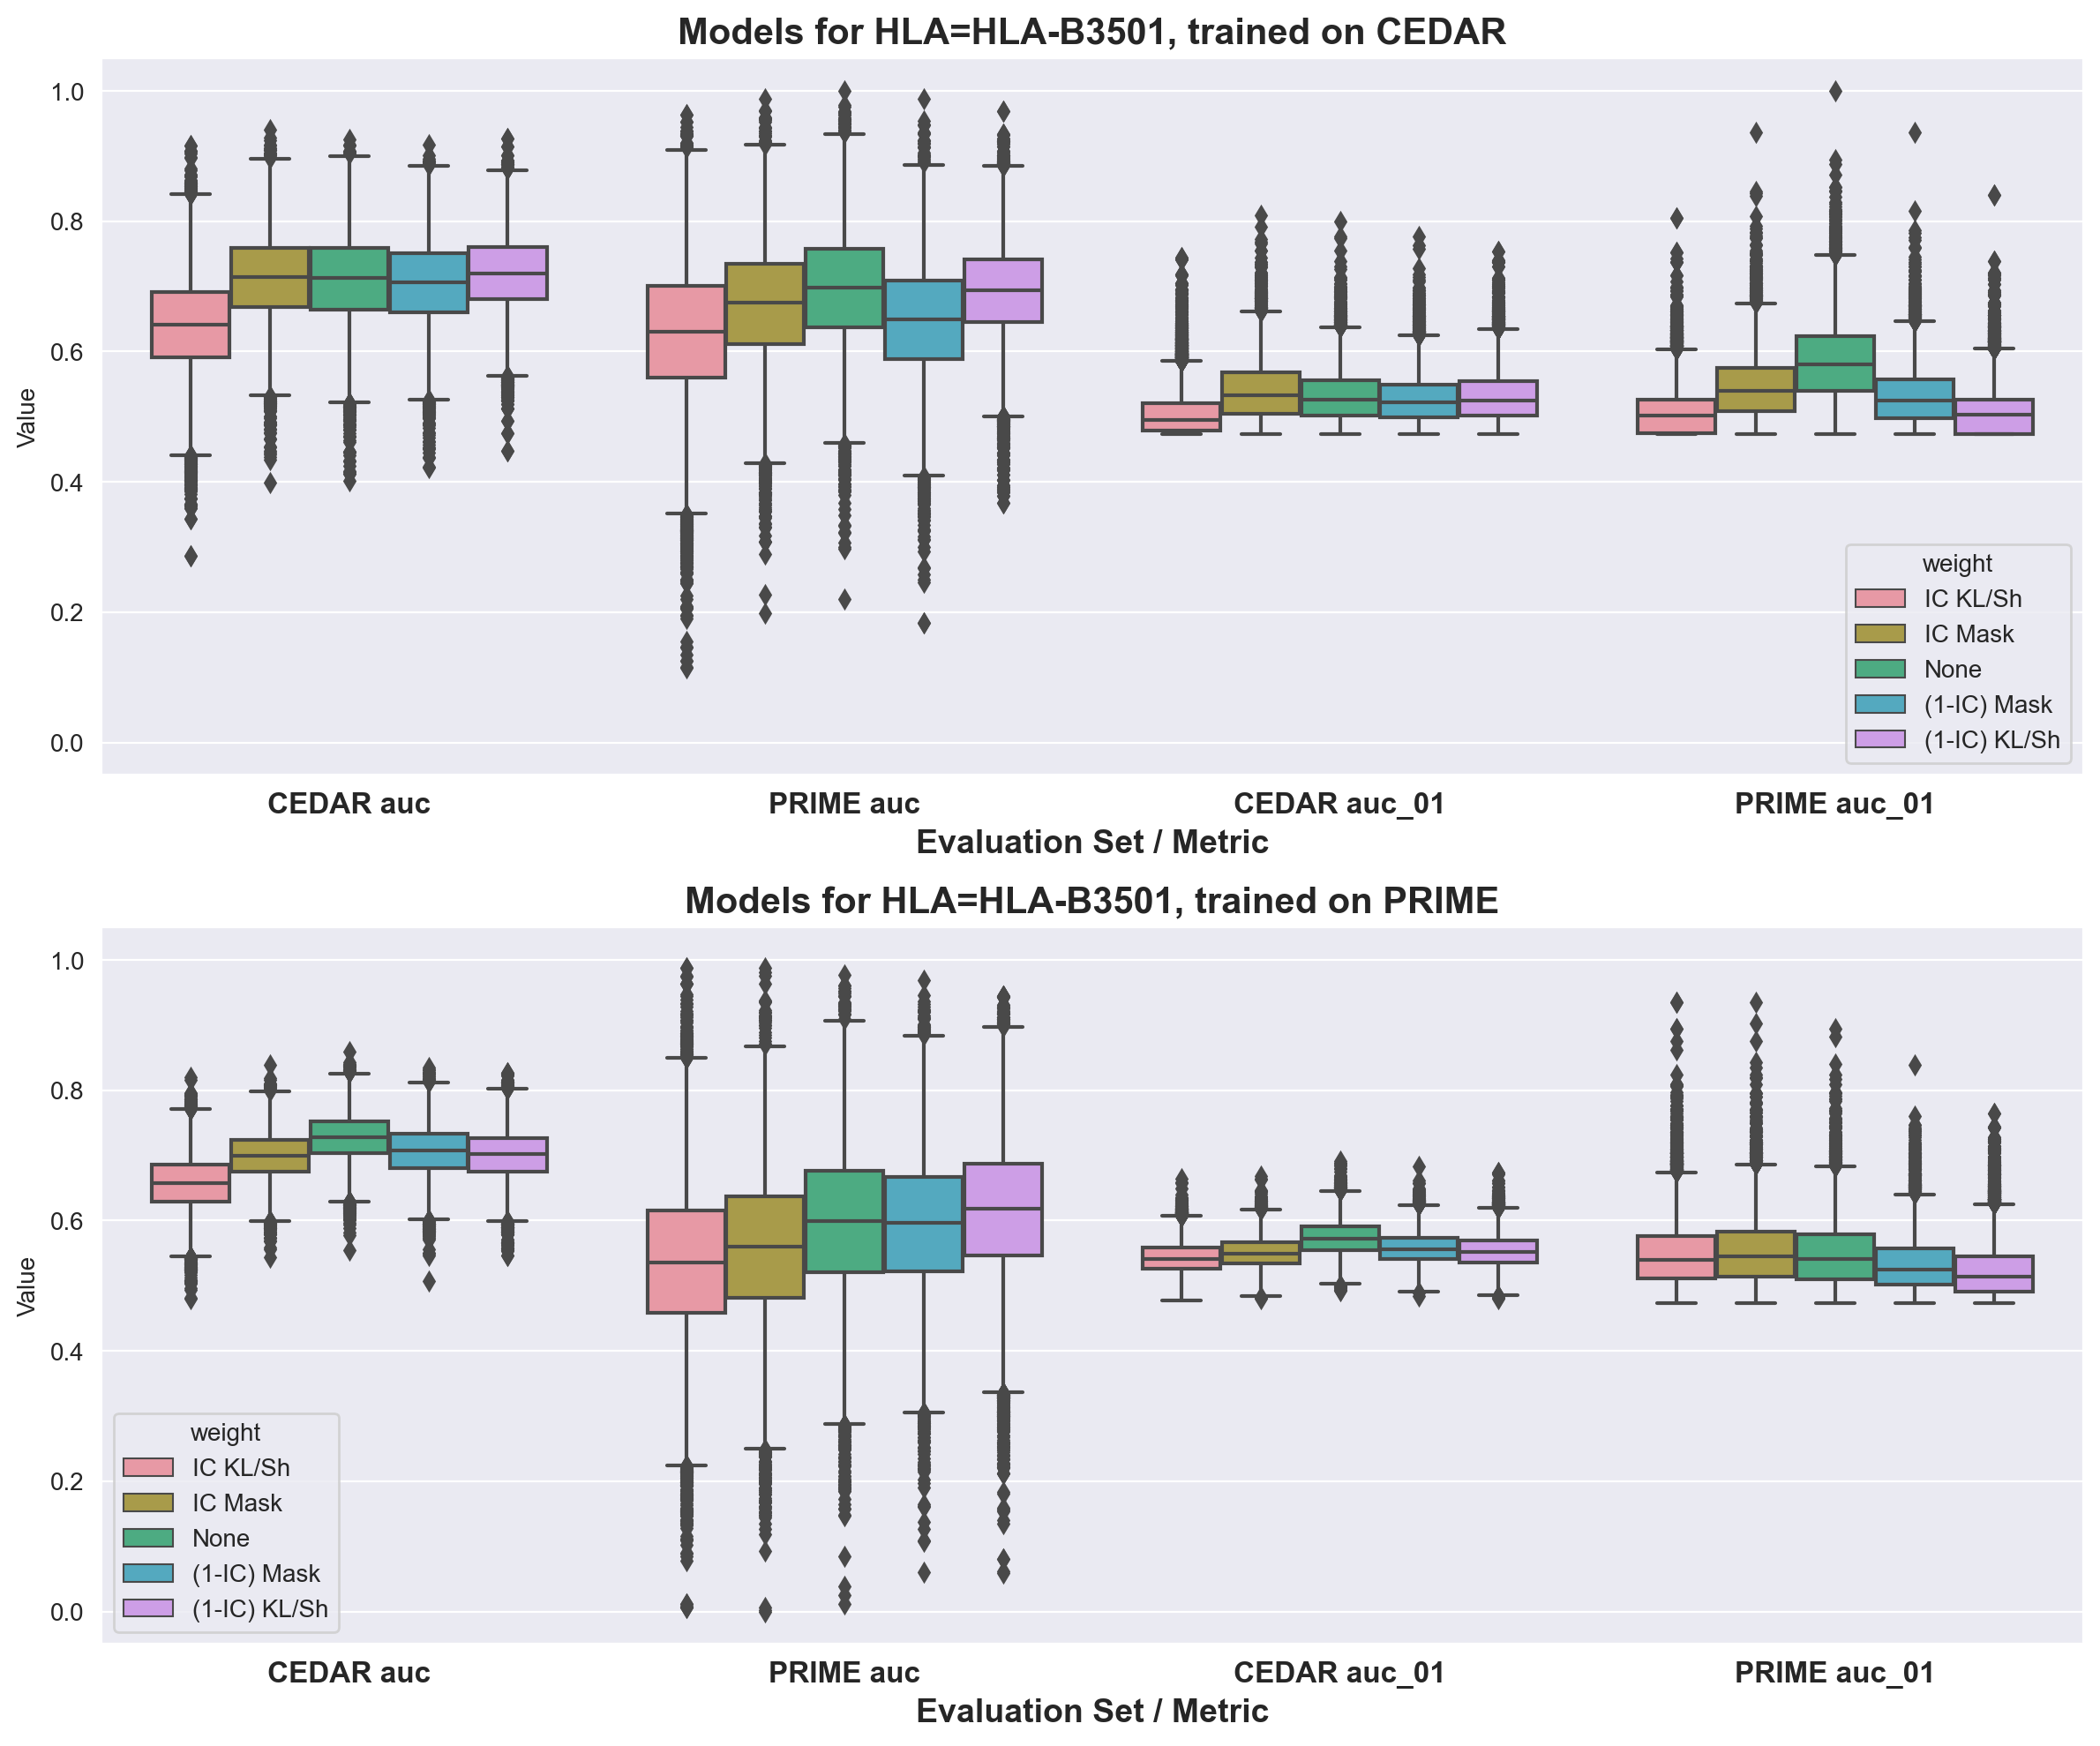 Models for HLA=HLA-B3501, trained on CEDAR
1.0
0.8
0.6
0.4
0.2
0.0
Value
weight
IC KL/Sh
IC Mask
None
(1-IC) Mask
(1-IC) KL/Sh
CEDAR auc
PRIME auc
CEDAR auc_01
PRIME auc_01
Evaluation Set / Metric
Models for HLA=HLA-B3501, trained on PRIME
1.0
0.8
0.6
0.4
0.2
0.0
Value
weight
IC KL/Sh
IC Mask
None
(1-IC) Mask
(1-IC) KL/Sh
CEDAR auc
PRIME auc
CEDAR auc_01
PRIME auc_01
Evaluation Set / Metric